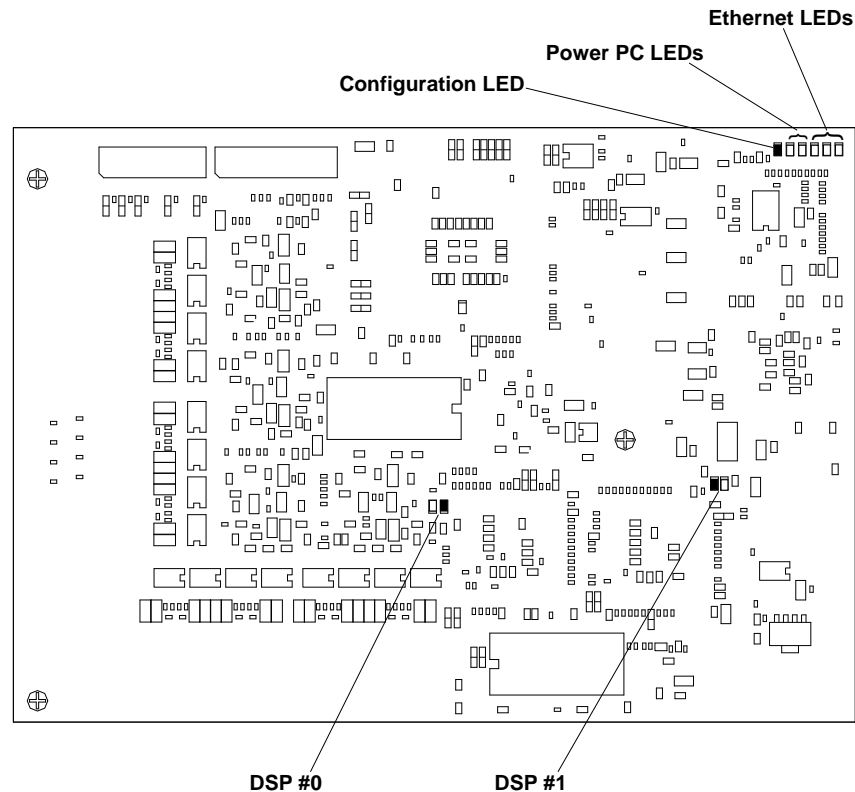 Ethernet LEDs
Power PC LEDs
Configuration LED
DSP #0
DSP #1